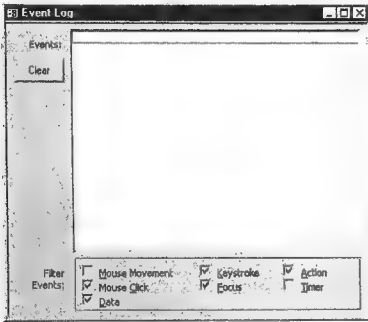 Event Log
Events:
Clear
Filter Events:
Mouse Movement Keystroke Action
Mouse Click Focus Timer
Data